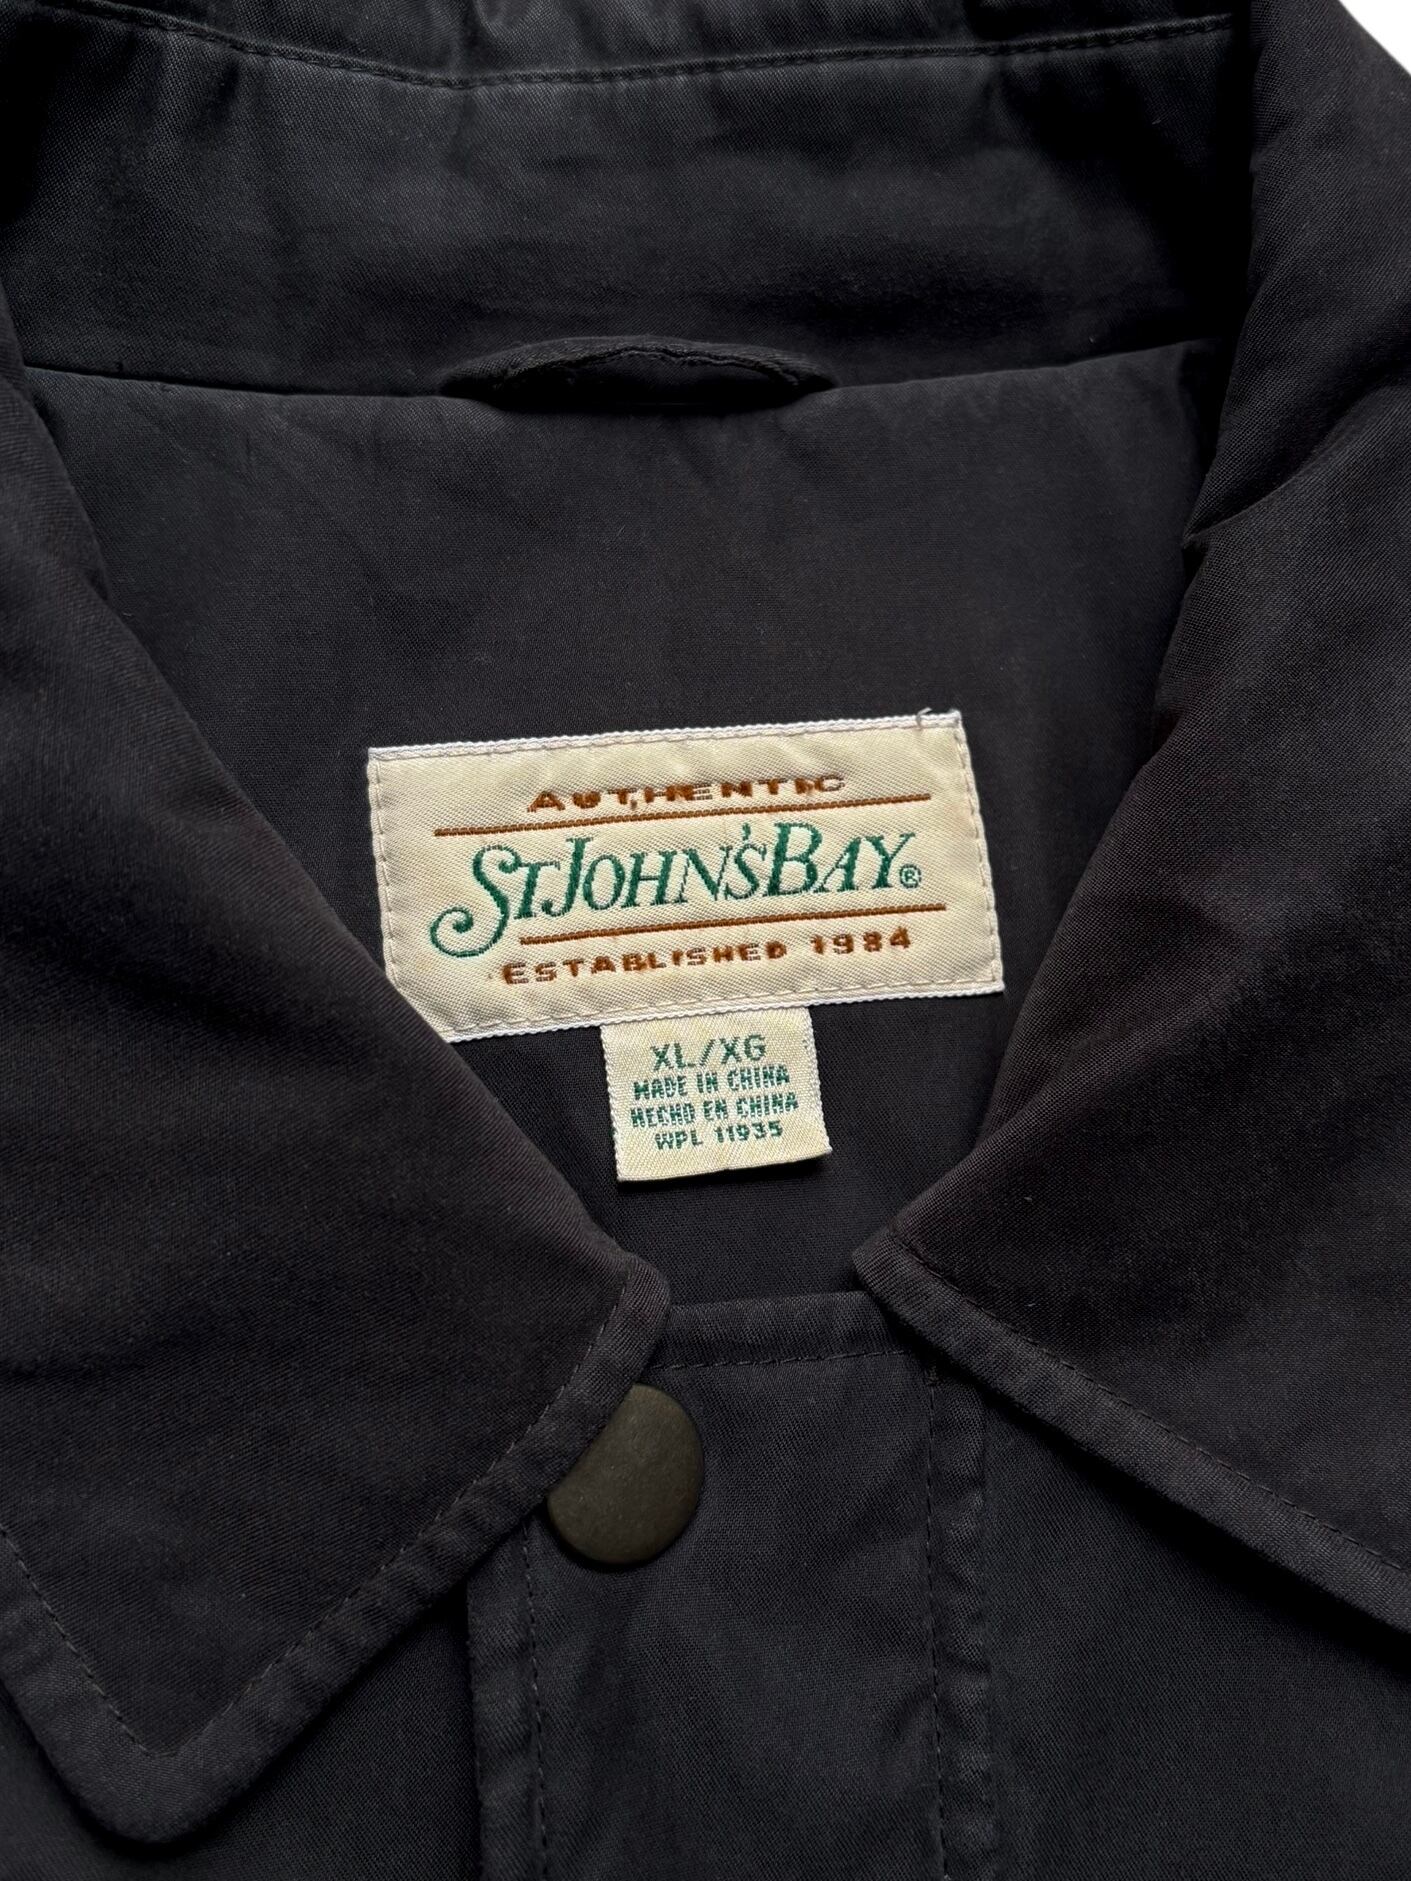 AUTHENTIC
ST JOHN'S BAY®
ESTABLISHED 1984
XL/XG
MADE IN CHINA
HECHO EN CHINA
WPL 11935